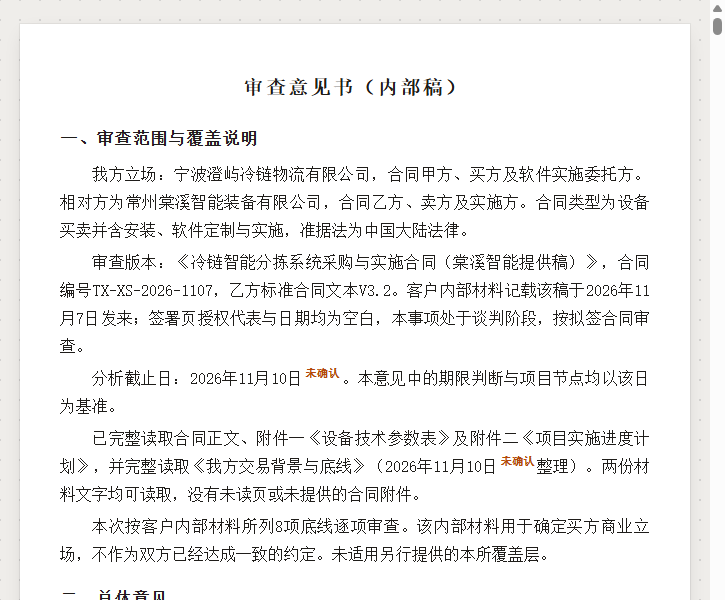 审查意见书（内部稿）
一、审查范围与覆盖说明
我方立场：宁波澄屿冷链物流有限公司，合同甲方、买方及软件实施委托方。
相对方为常州棠溪智能装备有限公司，合同乙方、卖方及实施方。合同类型为设备
买卖并含安装、软件定制与实施，准据法为中国大陆法律。
审查版本：《冷链智能分拣系统采购与实施合同（棠溪智能提供稿）》，合同
编号TX-XS-2026-1107，乙方标准合同文本V3.2。客户内部材料记载该稿于2026年11
月7日发来；签署页授权代表与日期均为空白，本事项处于谈判阶段，按拟签合同审
查。
分析截止日：2026年11月10日未确认。本意见中的期限判断与项目节点均以该日
为基准。
已完整读取合同正文、附件一《设备技术参数表》及附件二《项目实施进度计
划》，并完整读取《我方交易背景与底线》（2026年11月10日未确认整理）。两份材
料文字均可读取，没有未读页或未提供的合同附件。
本次按客户内部材料所列8项底线逐项审查。该内部材料用于确定买方商业立
场，不作为双方已经达成一致的约定。未适用另行提供的本所覆盖层。
二、总体意见